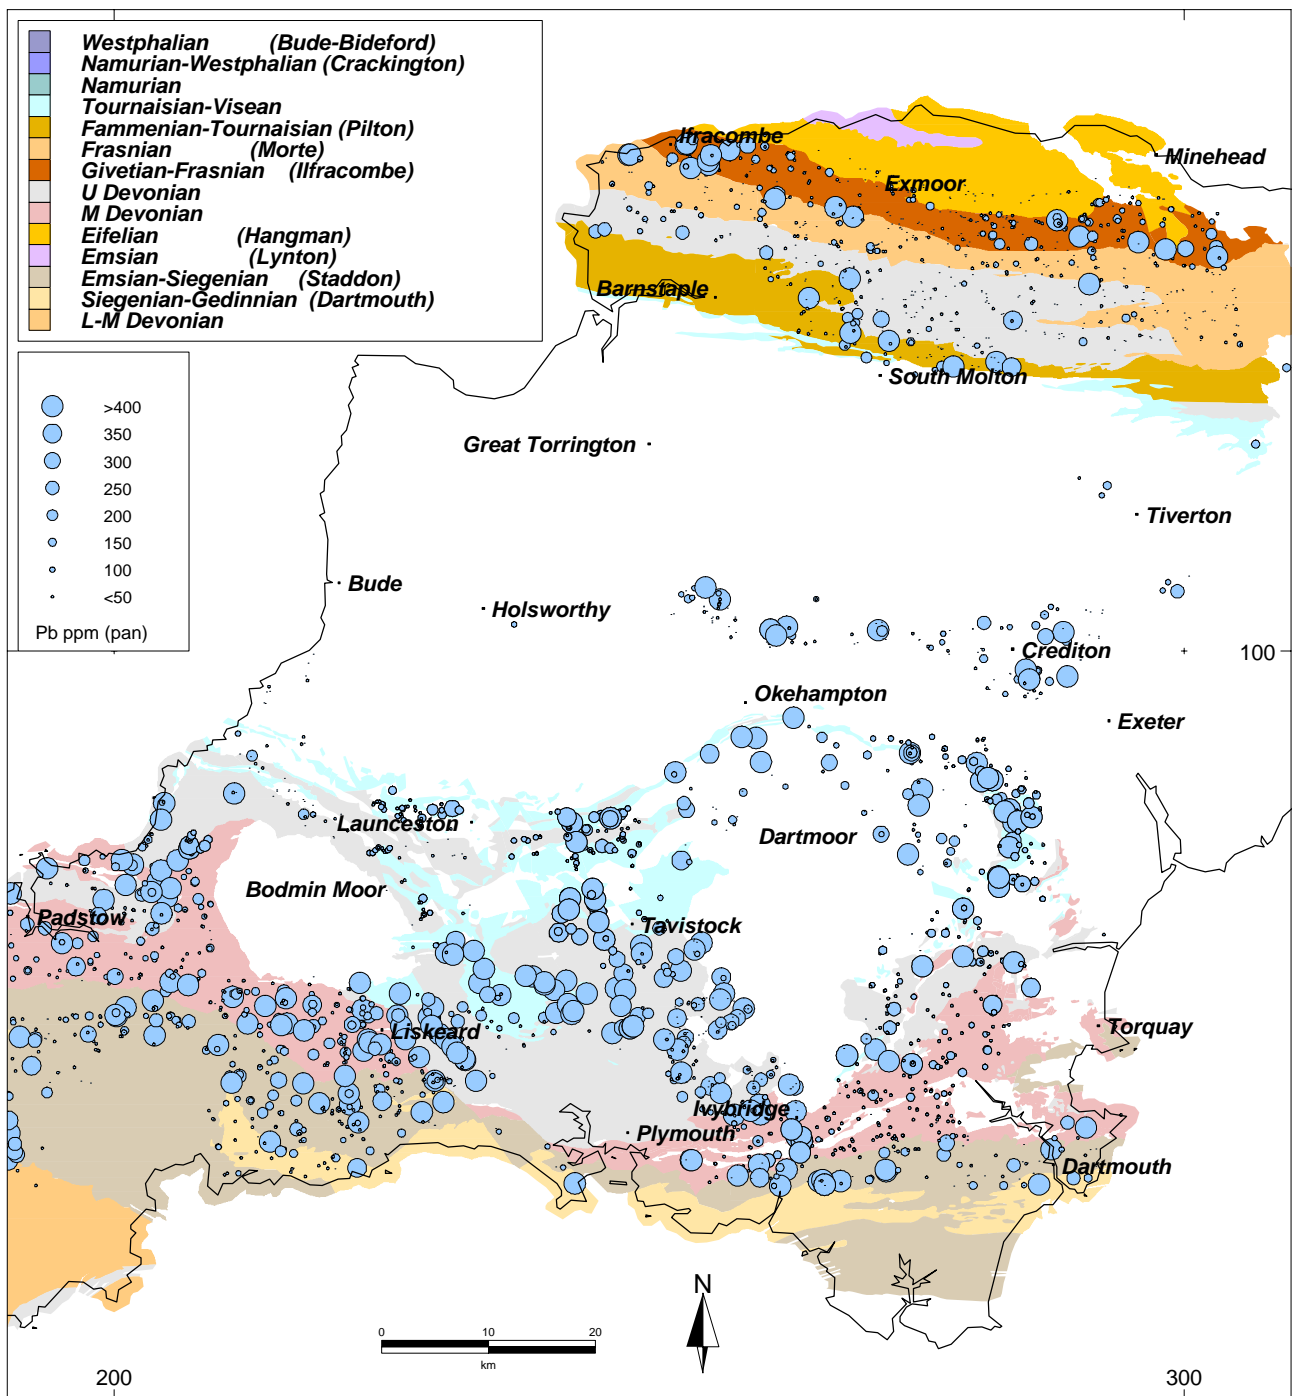 Westphalian (Bude-Bideford)
Namurian-Westphalian (Crackington)
Namurian
Tournaisian-Visean
Fammenian-Tournaisian (Pilton)
Frasnian (Morte)
Givetian-Frasnian (Ilfracombe)
U Devonian
M Devonian
Eifelian (Hangman)
Emsian (Lynton)
Emsian-Siegenian (Staddon)
Siegenian-Gedinnian (Dartmouth)
L-M Devonian
>400
350
300
250
200
150
100
<50
Pb ppm (pan)
Ilfracombe
Minehead
Exmoor
Barnstaple
South Molton
Great Torrington
Tiverton
Bude
Holsworthy
Crediton
100
Okehampton
Exeter
Launceston
Dartmoor
Bodmin Moor
Padstow
Tavistock
Liskeard
Torquay
Ivybridge
Plymouth
Dartmouth
N
0 10 20
km
200
300